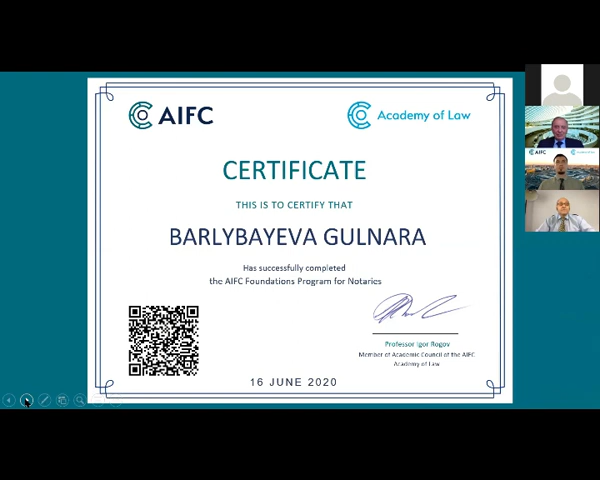 AIFC
Academy of Law
CERTIFICATE
THIS IS TO CERTIFY THAT
BARLYBAYEVA GULNARA
Has successfully completed
the AIFC Foundations Program for Notaries
Professor Igor Rogov
Member of Academic Council of the AIFC
Academy of Law
16 JUNE 2020
AIFC